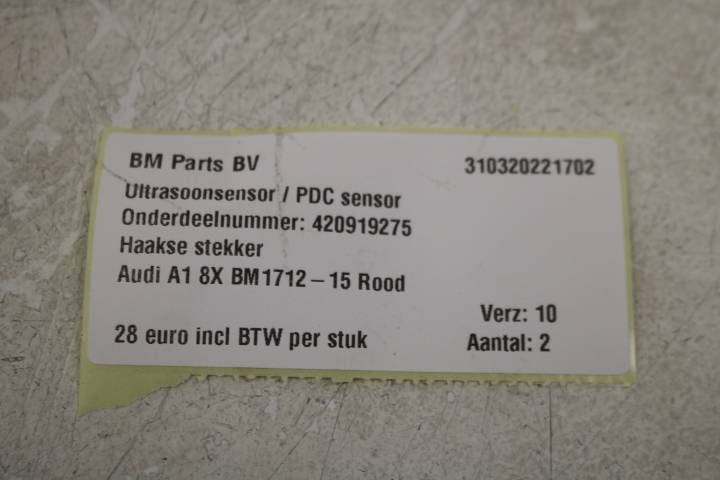 BM Parts BV 310320221702
Ultrasoonsensor / PDC sensor
Onderdeelnummer: 420919275
Haakse stekker
Audi A1 8X BM1712 – 15 Rood
Verz: 10
28 euro incl BTW per stuk Aantal: 2